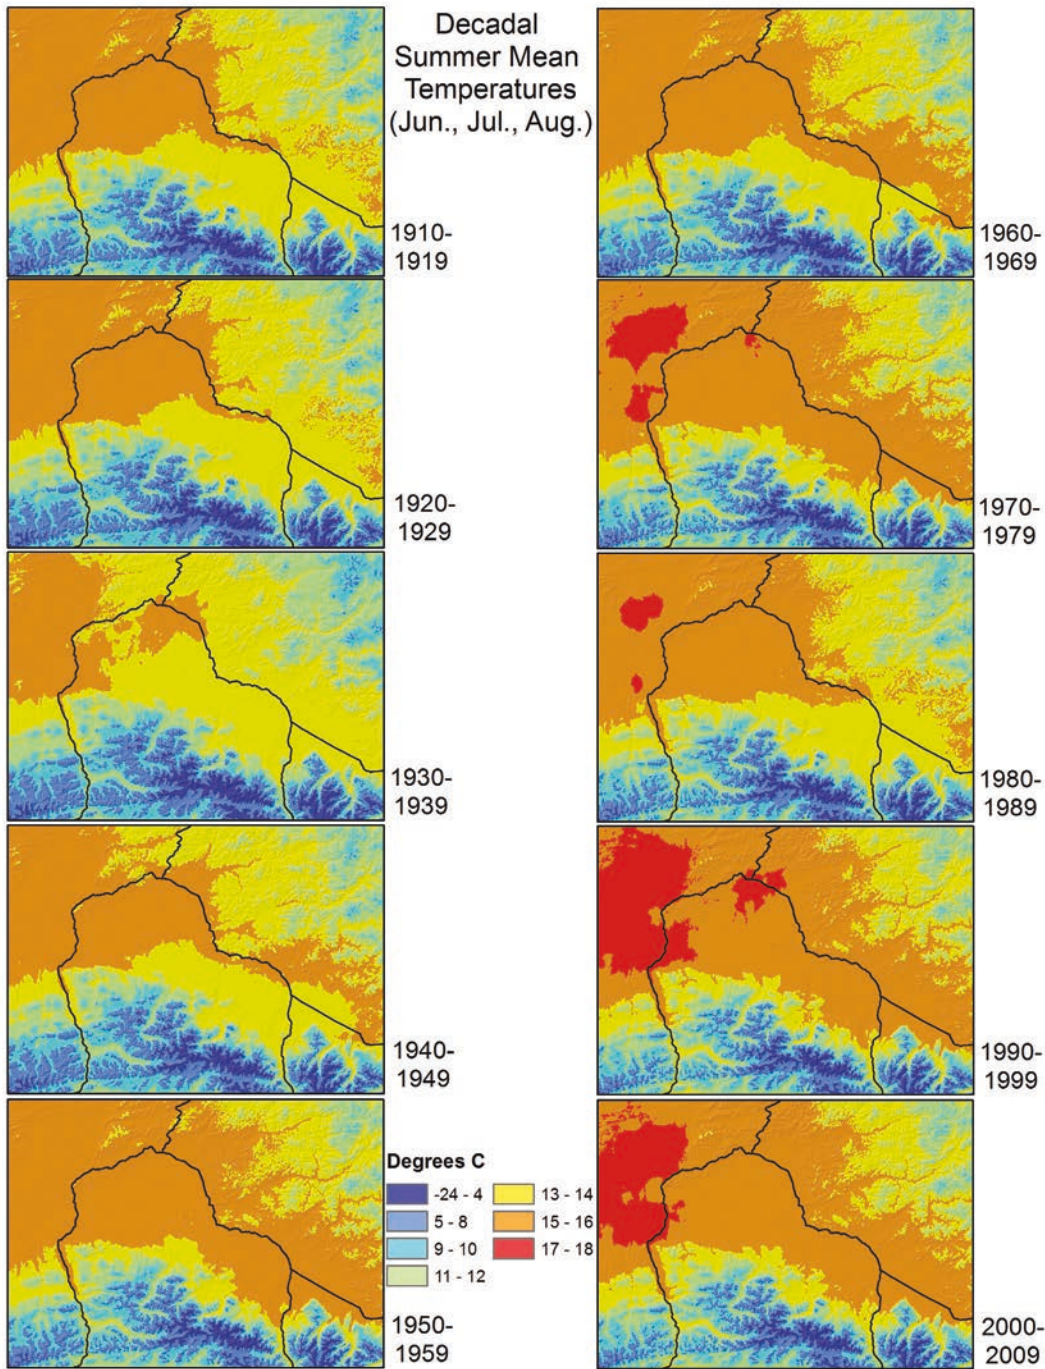 Decadal
Summer Mean
Temperatures
(Jun., Jul., Aug.)
1910-
1919
1920-
1929
1930-
1939
1940-
1949
1950-
1959
Degrees C
-24 - 4
5 - 8
9 - 10
11 - 12
13 - 14
15 - 16
17 - 18
1960-
1969
1970-
1979
1980-
1989
1990-
1999
2000-
2009